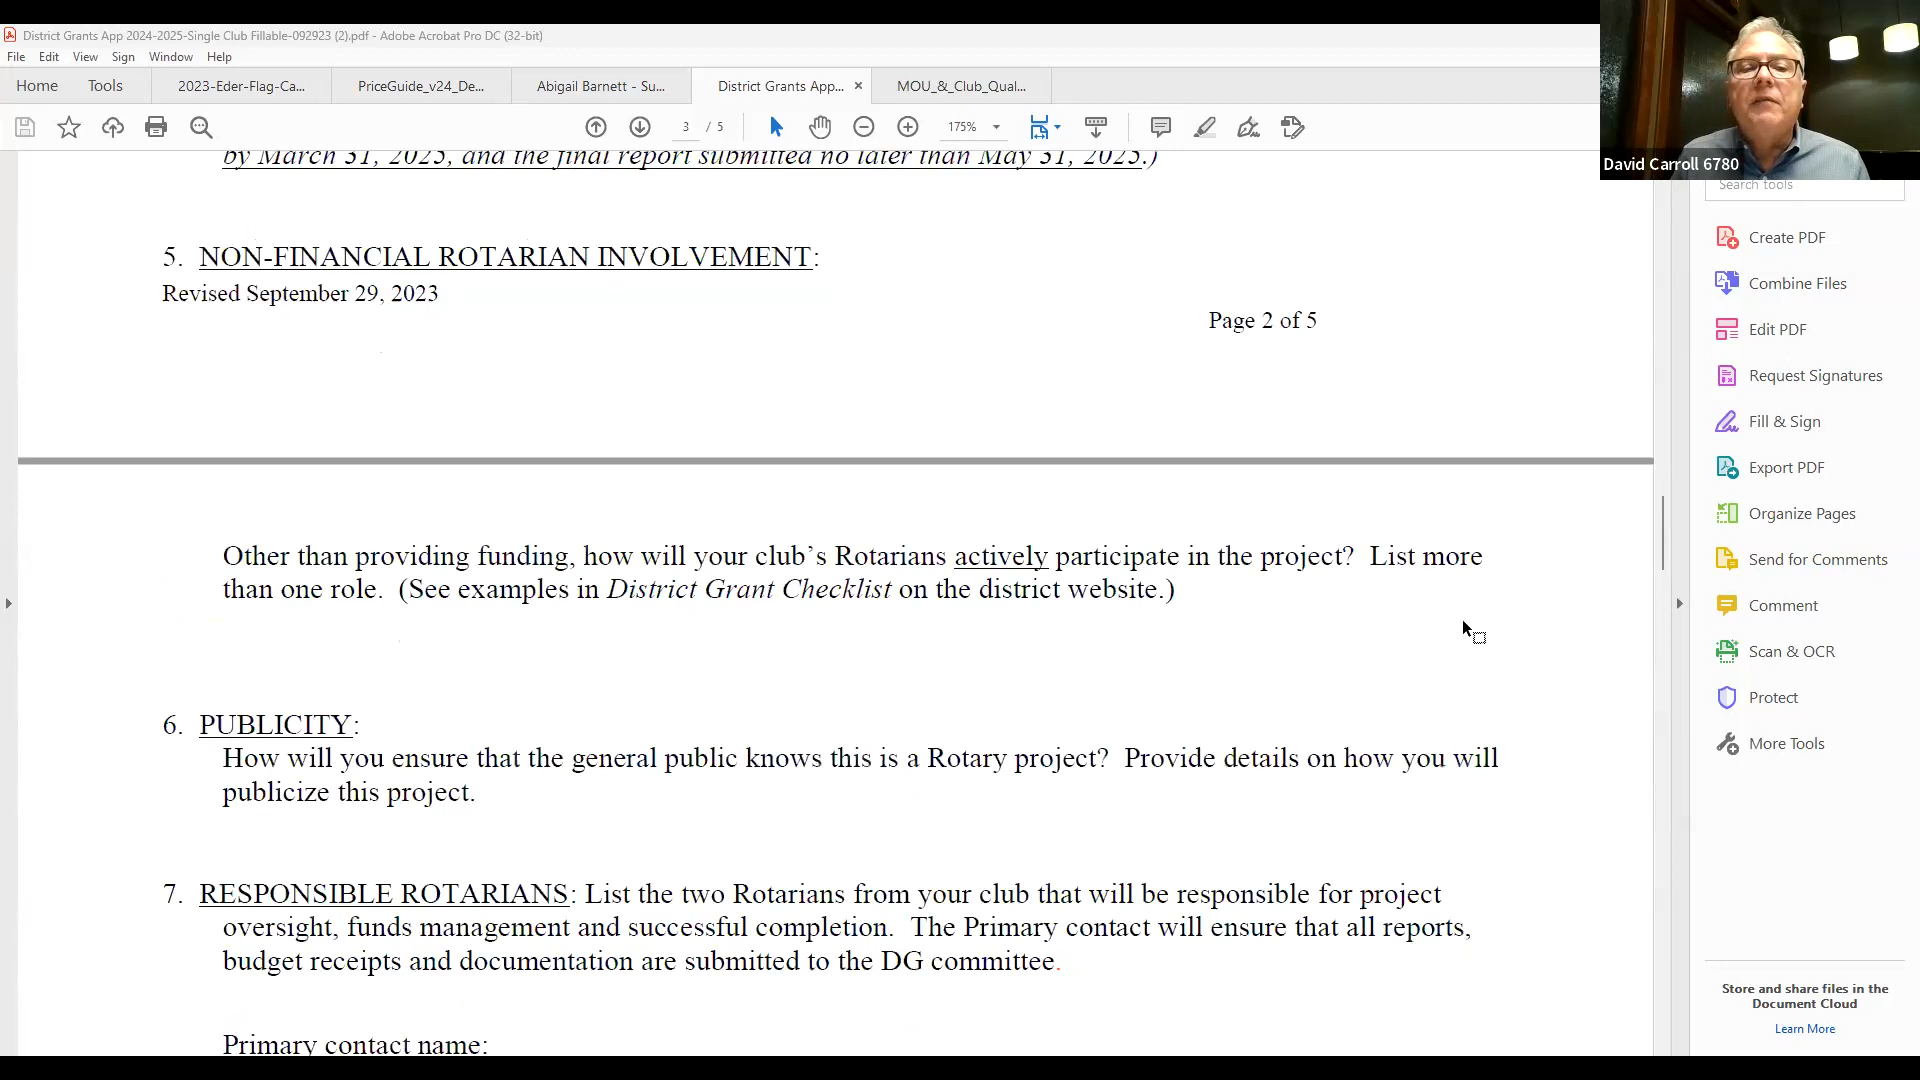 District Grants App 2024-2025-Single Club Fillable-092923 (2).pdf - Adobe Acrobat Pro DC (32-bit)
File Edit View Sign Window Help
Home Tools 2023-Eder-Flag-Ca... PriceGuide_v24_De... Abigail Barnett - Su... District Grants App... × MOU_&_Club_Qual...
3 / 5 175%
David Carroll 6780
by March 31, 2025, and the final report submitted no later than May 31, 2025.)
5. NON-FINANCIAL ROTARIAN INVOLVEMENT:
Revised September 29, 2023
Page 2 of 5
Other than providing funding, how will your club's Rotarians actively participate in the project? List more
than one role. (See examples in District Grant Checklist on the district website.)
6. PUBLICITY:
How will you ensure that the general public knows this is a Rotary project? Provide details on how you will
publicize this project.
7. RESPONSIBLE ROTARIANS: List the two Rotarians from your club that will be responsible for project
oversight, funds management and successful completion. The Primary contact will ensure that all reports,
budget receipts and documentation are submitted to the DG committee.
Primary contact name:
Search tools
Create PDF
Combine Files
Edit PDF
Request Signatures
Fill & Sign
Export PDF
Organize Pages
Send for Comments
Comment
Scan & OCR
Protect
More Tools
Store and share files in the
Document Cloud
Learn More